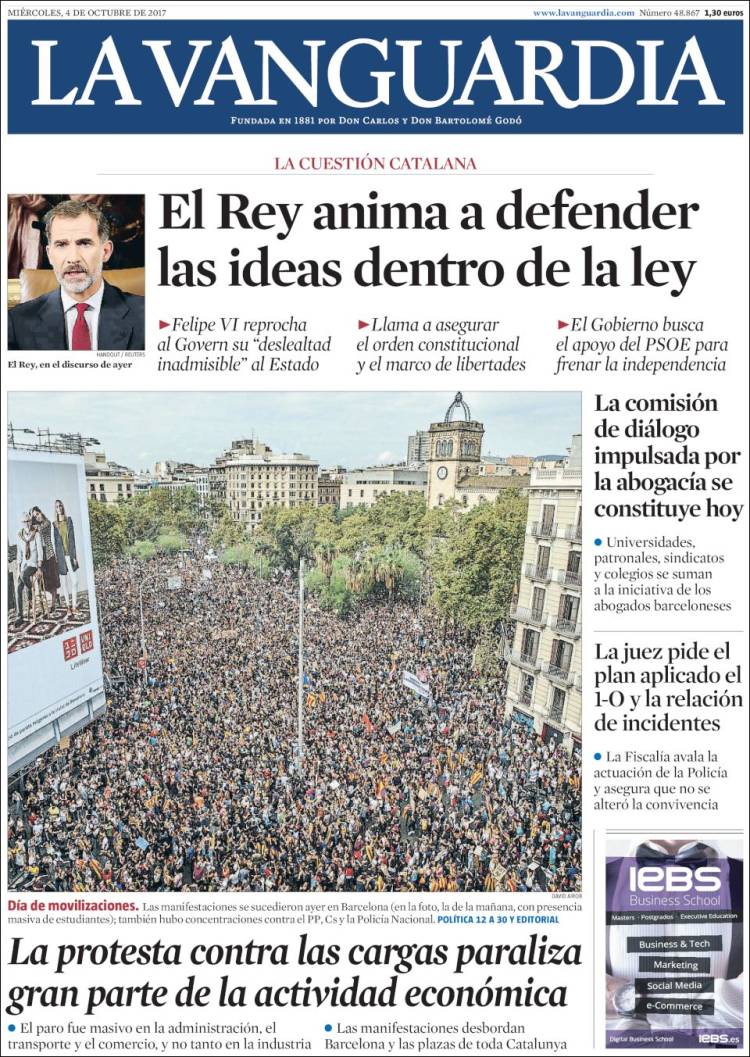 MIÉRCOLES, 4 DE OCTUBRE DE 2017
www.lavanguardia.com Número 48.867 1,30 euros
LA VANGUARDIA
FUNDADA EN 1881 POR DON CARLOS Y DON BARTOLOMÉ GODÓ
LA CUESTIÓN CATALANA
El Rey anima a defender
las ideas dentro de la ley
HANDOUT / REUTERS
El Rey, en el discurso de ayer
►Felipe VI reprocha
al Govern su “deslealtad
inadmisible” al Estado
►Llama a asegurar
el orden constitucional
y el marco de libertades
►El Gobierno busca
el apoyo del PSOE para
frenar la independencia
UNI
QLO
LifeWear
DAVID AIROB
Día de movilizaciones. Las manifestaciones se sucedieron ayer en Barcelona (en la foto, la de la mañana, con presencia
masiva de estudiantes); también hubo concentraciones contra el PP, Cs y la Policía Nacional. POLÍTICA 12 A 30 Y EDITORIAL
La protesta contra las cargas paraliza
gran parte de la actividad económica
• El paro fue masivo en la administración, el
transporte y el comercio, y no tanto en la industria
• Las manifestaciones desbordan
Barcelona y las plazas de toda Catalunya
La comisión
de diálogo
impulsada por
la abogacía se
constituye hoy
• Universidades,
patronales, sindicatos
y colegios se suman
a la iniciativa de los
abogados barceloneses
La juez pide el
plan aplicado el
1-O y la relación
de incidentes
• La Fiscalía avala la
actuación de la Policía
y asegura que no se
alteró la convivencia
IEBS
Business School
Masters - Postgrados - Executive Education
Business & Tech
Marketing
Social Media
e-Commerce
Digital Business School
IEBS.es